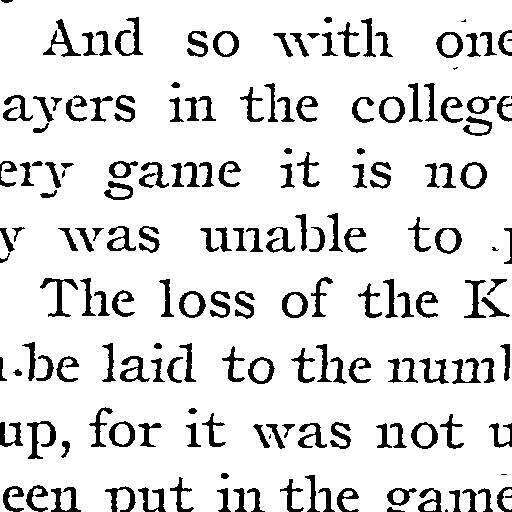 And so with one
ayers in the college
ery game it is no
y was unable to p
The loss of the K
be laid to the numb
up, for it was not u
een put in the game